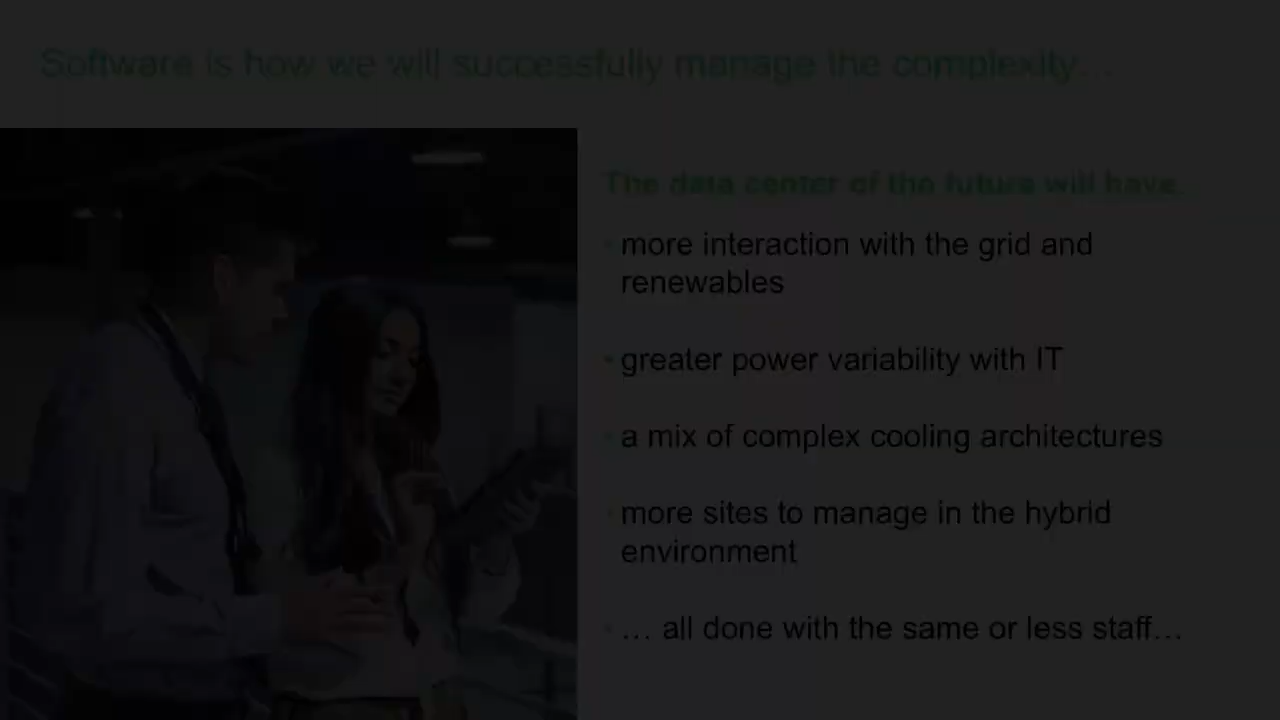 Software is how we will successfully manage the complexity…
The data center of the future will have…
more interaction with the grid and
renewables
greater power variability with IT
a mix of complex cooling architectures
more sites to manage in the hybrid
environment
… all done with the same or less staff…